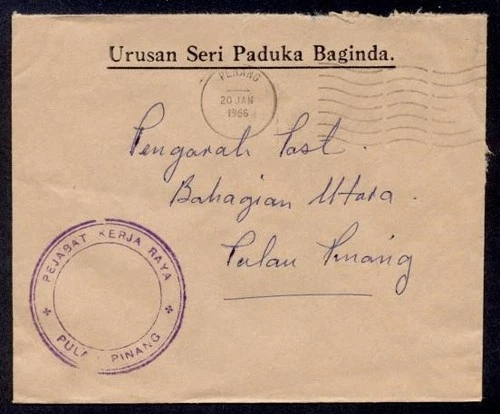 Urusan Seri Paduka Baginda.
PENANG
20 JAN
1966
Pengarah Post.
Bahagian Utara.
Pulau Pinang
PEJABAT KERJA RAYA
PULAU PINANG